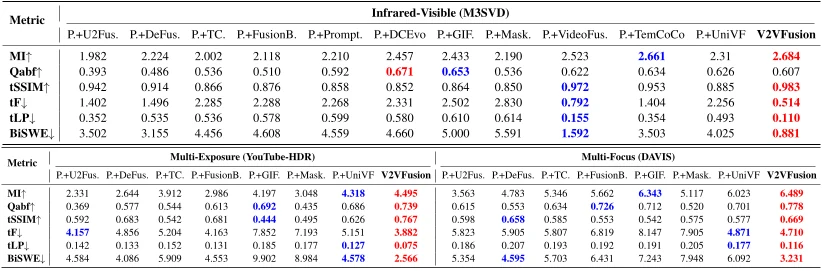 Metric Infrared-Visible (M3SVD)
P.+U2Fus. P.+DeFus. P.+TC. P.+FusionB. P.+Prompt. P.+DCEvo P.+GIF. P.+Mask. P.+VideoFus. P.+TemCoCo P.+UniVF V2VFusion
MI↑ 1.982 2.224 2.002 2.118 2.210 2.457 2.433 2.190 2.523 2.661 2.31 2.684
Qabf↑ 0.393 0.486 0.536 0.510 0.592 0.671 0.653 0.536 0.622 0.634 0.626 0.607
tSSIM↑ 0.942 0.914 0.866 0.876 0.858 0.852 0.864 0.850 0.972 0.953 0.885 0.983
tF↓ 1.402 1.496 2.285 2.288 2.268 2.331 2.502 2.830 0.792 1.404 2.256 0.514
tLP↓ 0.352 0.535 0.536 0.578 0.599 0.580 0.610 0.614 0.155 0.354 0.493 0.110
BiSWE↓ 3.502 3.155 4.456 4.608 4.559 4.660 5.000 5.591 1.592 3.503 4.025 0.881
Metric Multi-Exposure (YouTube-HDR) Multi-Focus (DAVIS)
P.+U2Fus. P.+DeFus. P.+TC. P.+FusionB. P.+GIF. P.+Mask. P.+UniVF V2VFusion P.+U2Fus. P.+DeFus. P.+TC. P.+FusionB. P.+GIF. P.+Mask. P.+UniVF V2VFusion
MI↑ 2.331 2.644 3.912 2.986 4.197 3.048 4.318 4.495 3.563 4.783 5.346 5.662 6.343 5.117 6.023 6.489
Qabf↑ 0.369 0.577 0.544 0.613 0.692 0.435 0.686 0.739 0.615 0.553 0.634 0.726 0.712 0.520 0.701 0.778
tSSIM↑ 0.592 0.683 0.542 0.681 0.444 0.495 0.626 0.767 0.593 0.658 0.585 0.553 0.542 0.575 0.577 0.669
tF↓ 4.157 4.856 5.204 4.163 7.852 7.193 5.151 3.882 5.823 5.905 5.807 6.819 8.147 7.905 4.871 4.710
tLP↓ 0.142 0.133 0.152 0.131 0.185 0.177 0.127 0.075 0.186 0.207 0.193 0.192 0.191 0.205 0.177 0.116
BiSWE↓ 4.584 4.086 5.909 4.553 9.902 8.984 4.578 2.566 5.354 4.595 5.703 6.431 7.243 7.948 6.092 3.231